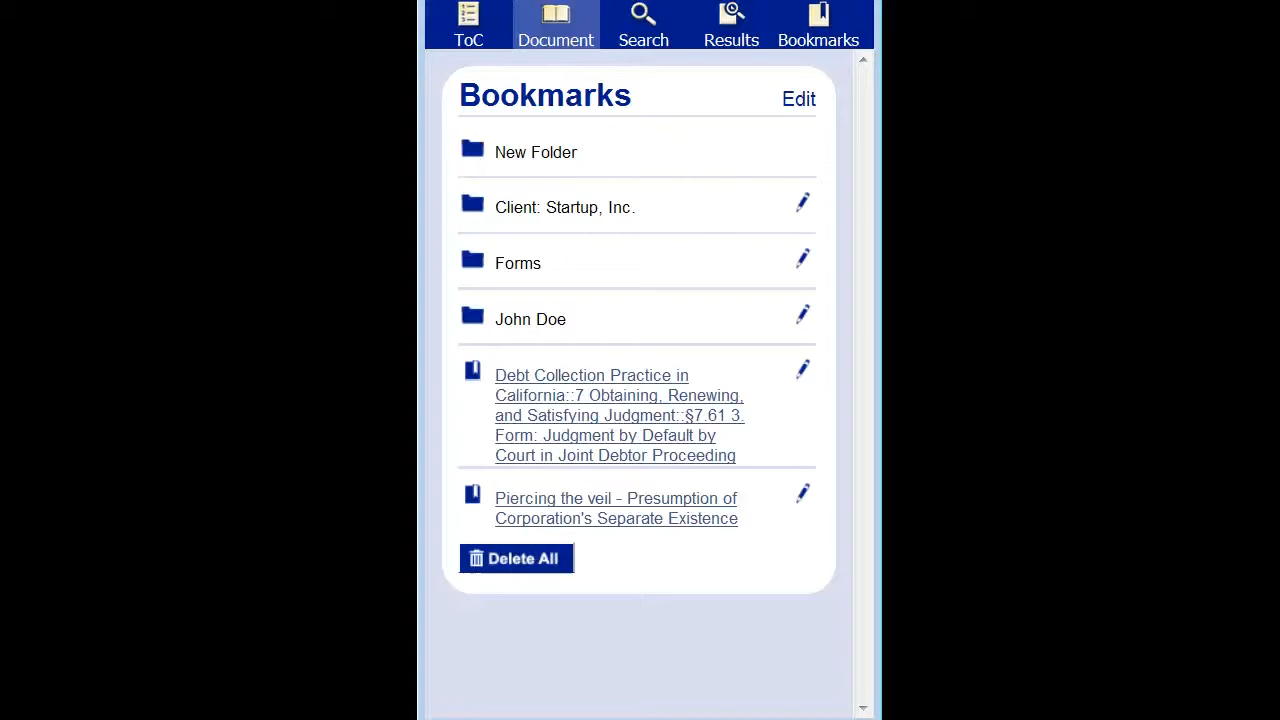 ToC Document Search Results Bookmarks
Bookmarks Edit
New Folder
Client: Startup, Inc.
Forms
John Doe
Debt Collection Practice in
California::7 Obtaining, Renewing,
and Satisfying Judgment::§7.61 3.
Form: Judgment by Default by
Court in Joint Debtor Proceeding
Piercing the veil - Presumption of
Corporation's Separate Existence
Delete All